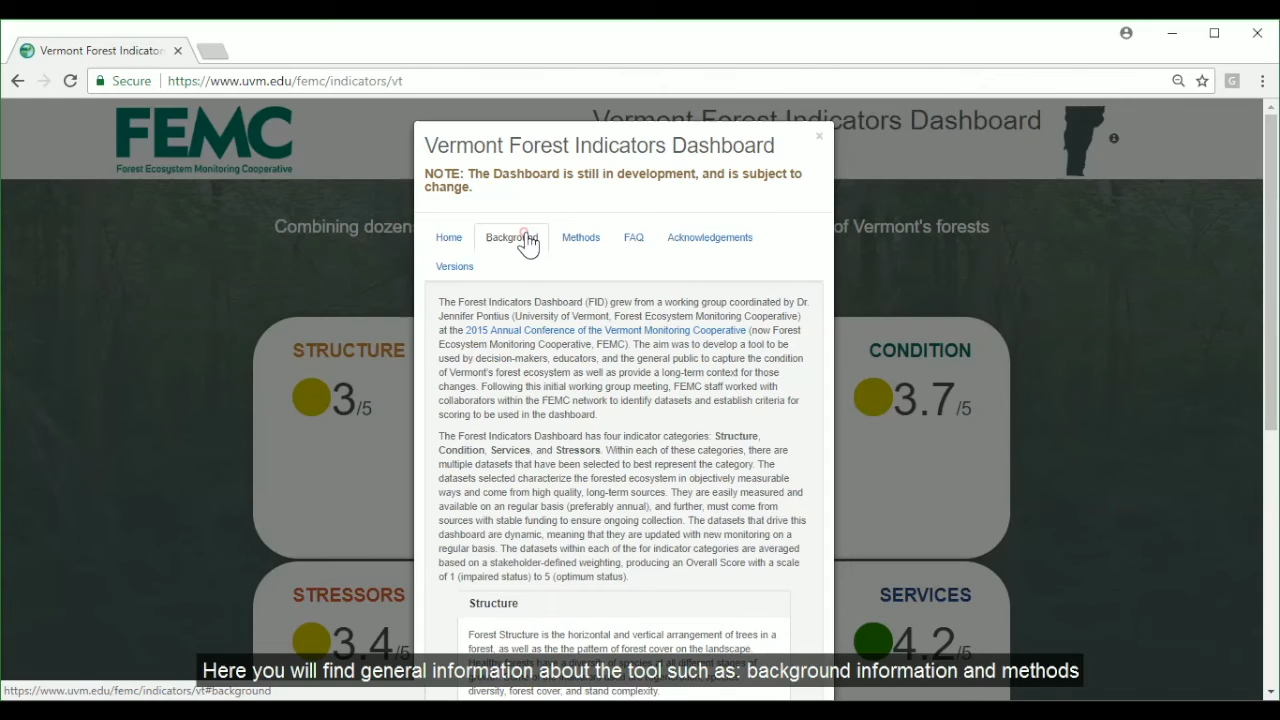 Vermont Forest Indicator
Secure
https://www.uvm.edu/femc/indicators/vt
G
FEMC
Forest Ecosystem Monitoring Cooperative
Vermont Forest Indicators Dashboard
Combining dozen
of Vermont's forests
Vermont Forest Indicators Dashboard
×
NOTE: The Dashboard is still in development, and is subject to
change.
Home Background Methods FAQ Acknowledgements
Versions
The Forest Indicators Dashboard (FID) grew from a working group coordinated by Dr.
Jennifer Pontius (University of Vermont, Forest Ecosystem Monitoring Cooperative)
at the 2015 Annual Conference of the Vermont Monitoring Cooperative (now Forest
Ecosystem Monitoring Cooperative, FEMC). The aim was to develop a tool to be
used by decision-makers, educators, and the general public to capture the condition
of Vermont's forest ecosystem as well as provide a long-term context for those
changes. Following this initial working group meeting, FEMC staff worked with
collaborators within the FEMC network to identify datasets and establish criteria for
scoring to be used in the dashboard.
The Forest Indicators Dashboard has four indicator categories: Structure,
Condition, Services, and Stressors. Within each of these categories, there are
multiple datasets that have been selected to best represent the category. The
datasets selected characterize the forested ecosystem in objectively measurable
ways and come from high quality, long-term sources. They are easily measured and
available on an regular basis (preferably annual), and further, must come from
sources with stable funding to ensure ongoing collection. The datasets that drive this
dashboard are dynamic, meaning that they are updated with new monitoring on a
regular basis. The datasets within each of the for indicator categories are averaged
based on a stakeholder-defined weighting, producing an Overall Score with a scale
of 1 (impaired status) to 5 (optimum status).
Structure
Forest Structure is the horizontal and vertical arrangement of trees in a
forest, as well as the the pattern of forest cover on the landscape.
diversity, forest cover, and stand complexity.
STRUCTURE
3/5
CONDITION
3.7/5
STRESSORS
3.4/5
SERVICES
4.2/5
Here you will find general information about the tool such as: background information and methods
https://www.uvm.edu/femc/indicators/vt#background